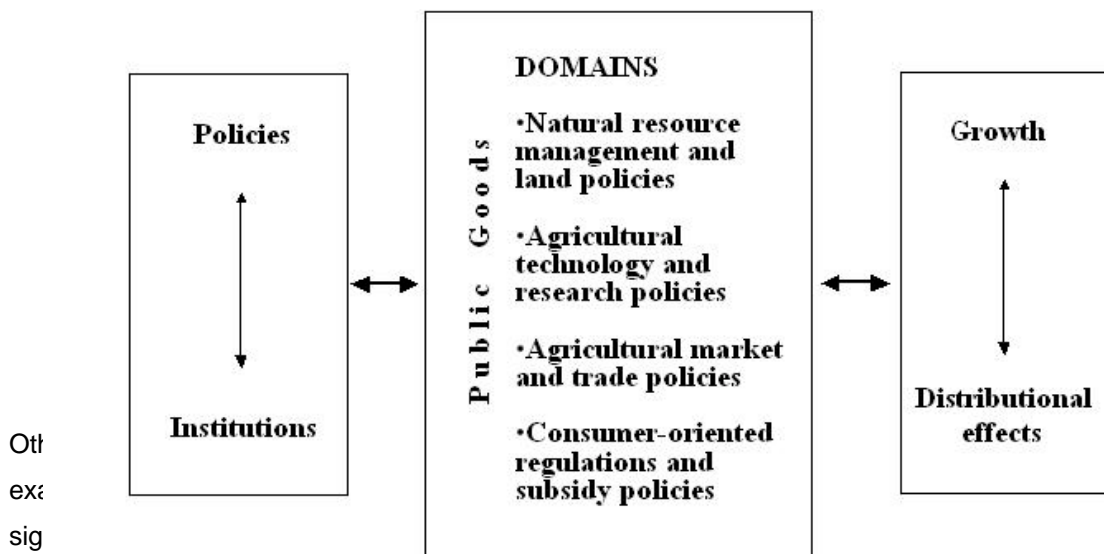 Policies
Institutions
Public Goods
DOMAINS
•Natural resource
management and
land policies
•Agricultural
technology and
research policies
•Agricultural market
and trade policies
•Consumer-oriented
regulations and
subsidy policies
Growth
Distributional
effects